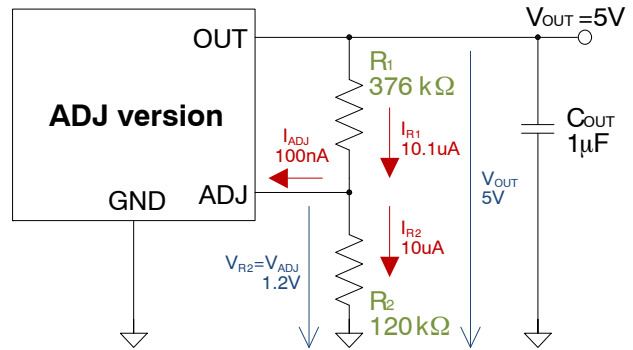 VOUT =5V
OUT
R1
376 kΩ
ADJ version
IADJ
100nA
IR1
10.1uA
COUT
1µF
VOUT
5V
ADJ
GND
IR2
10uA
VR2=VADJ
1.2V
R2
120 kΩ